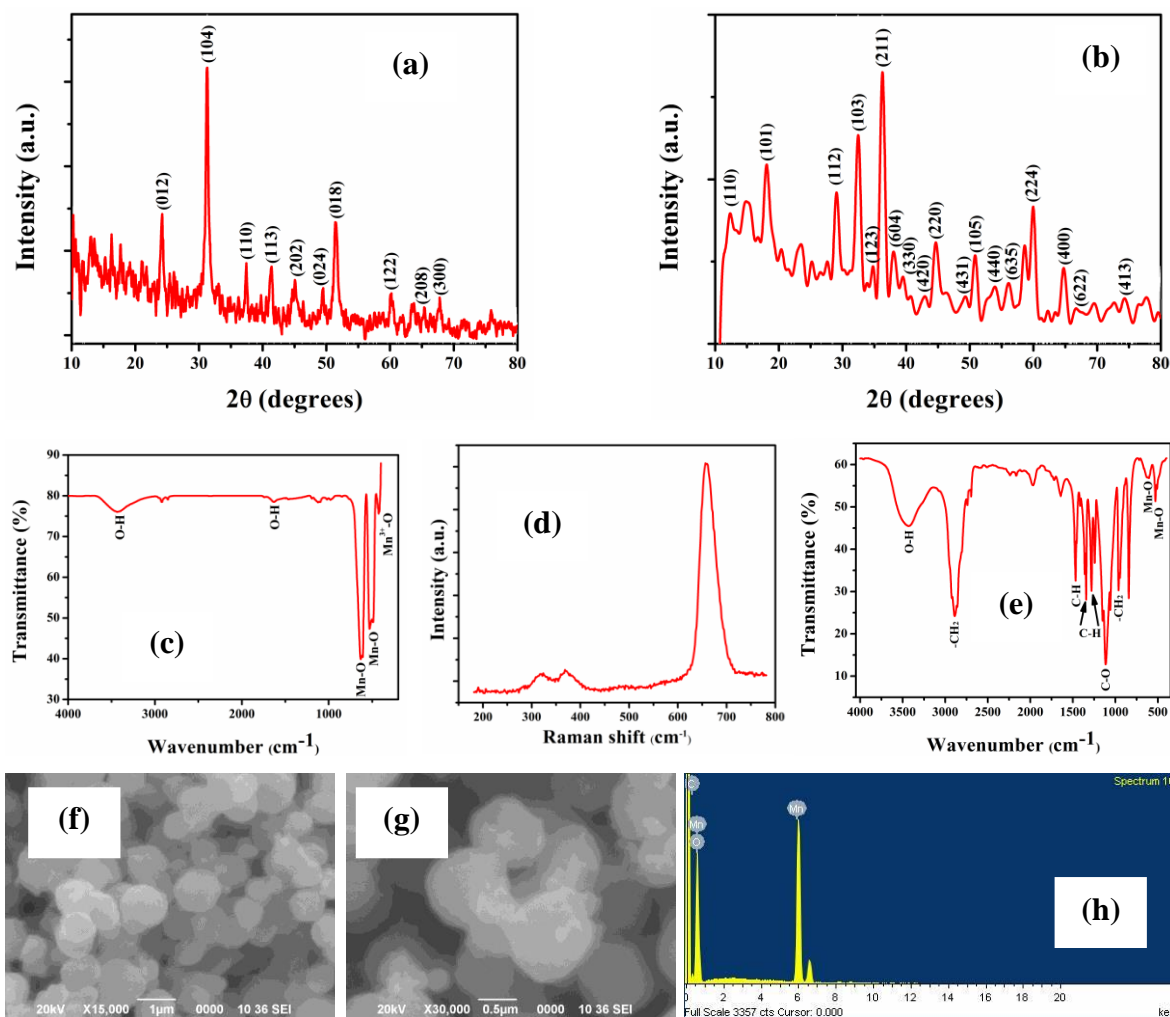 (a)
(104)
(012)
(110)
(113)
(202)
(024)
(018)
(122)
(208)
(300)
Intensity (a.u.)
10 20 30 40 50 60 70 80
2θ (degrees)
(b)
(110)
(101)
(112)
(103)
(123)
(211)
(604)
(330)
(420)
(220)
(431)
(105)
(440)
(635)
(224)
(400)
(622)
(413)
Intensity (a.u.)
10 20 30 40 50 60 70 80
2θ (degrees)
(c)
90
80
70
60
50
40
30
Transmittance (%)
O-H
O-H
Mn-O
Mn-O
Mn³⁺-O
4000 3000 2000 1000
Wavenumber (cm⁻¹)
(d)
Intensity (a.u.)
200 300 400 500 600 700 800
Raman shift (cm⁻¹)
(e)
60
50
40
30
20
10
0
Transmittance (%)
O-H
-CH₂
C-H
C-H
C-O
-CH₂
Mn-O
Mn-O
4000 3500 3000 2500 2000 1500 1000 500
Wavenumber (cm⁻¹)
(f)
20kV X15,000 1µm 0000 10 36 SEI
(g)
20kV X30,000 0.5µm 0000 10 36 SEI
Spectrum 1
C
Mn
O
Mn
(h)
0 2 4 6 8 10 12 14 16 18 20
Full Scale 3357 cts Cursor: 0.000
ke